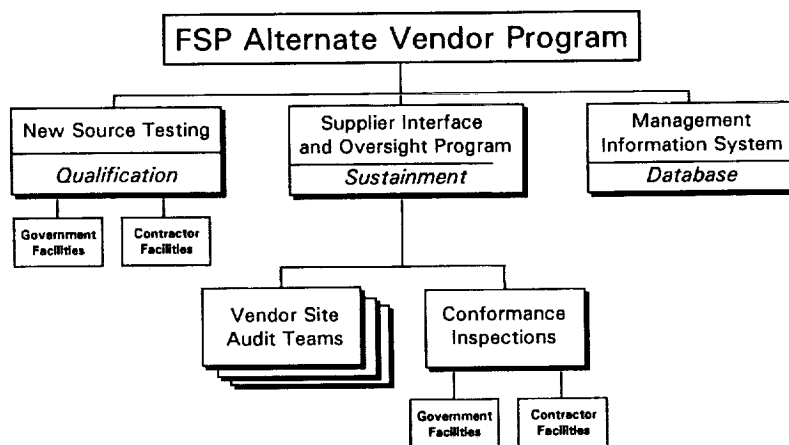 FSP Alternate Vendor Program
New Source Testing
Qualification
Supplier Interface
and Oversight Program
Sustainment
Management
Information System
Database
Government
Facilities
Contractor
Facilities
Vendor Site
Audit Teams
Conformance
Inspections
Government
Facilities
Contractor
Facilities